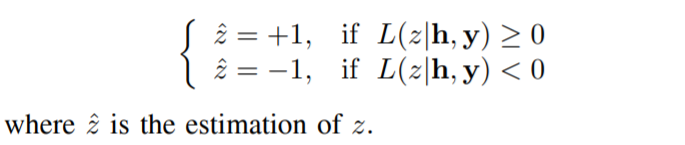 { ẑ = +1, if L(z|h, y) ≥ 0
ẑ = −1, if L(z|h, y) < 0
where ẑ is the estimation of z.